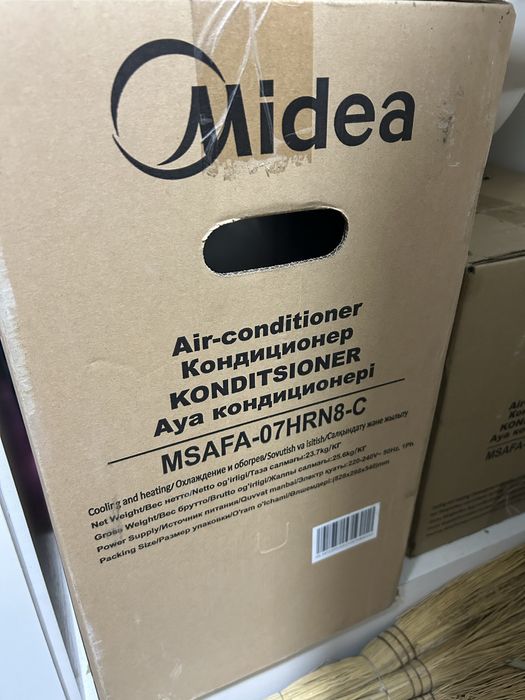 Midea
Air-conditioner
Кондиционер
KONDITSIONER
Ауа кондиционері
MSAFA-07HRN8-C
Cooling and heating/ Охлаждение и обогрев/Sovutish va Isitish/Салқындату және жылыту
Net Weight/Вес нетто/Netto og'irligi/Таза салмағы:23.7kg/КГ
Gross Weight/Вес брутто/Brutto og'irligi/Жалпы салмағы:25.6kg/КГ
Power Supply/Источник питания/Quvvat manbai/Электр қуаты:220-240V~ 50Hz, 1Ph
Packing Size/Размер упаковки/O'ram o'lchami/Өлшемдері:
MSAFA